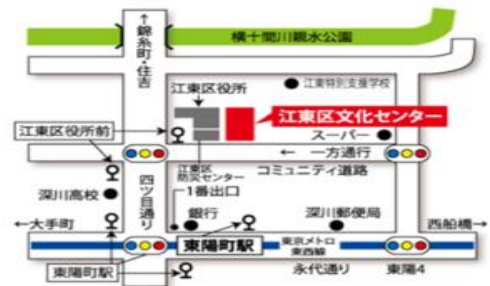 ↑錦糸町・住吉
横十間川親水公園
江東区役所
江東特別支援学校
江東区文化センター
江東区役所前
スーパー
← 一方通行
江東区
防災センター
コミュニティ道路
深川高校
四ツ目通り
1番出口
←大手町
銀行
深川郵便局
西船橋→
東陽町駅
東京メトロ
東西線
東陽町駅
永代通り
東陽4